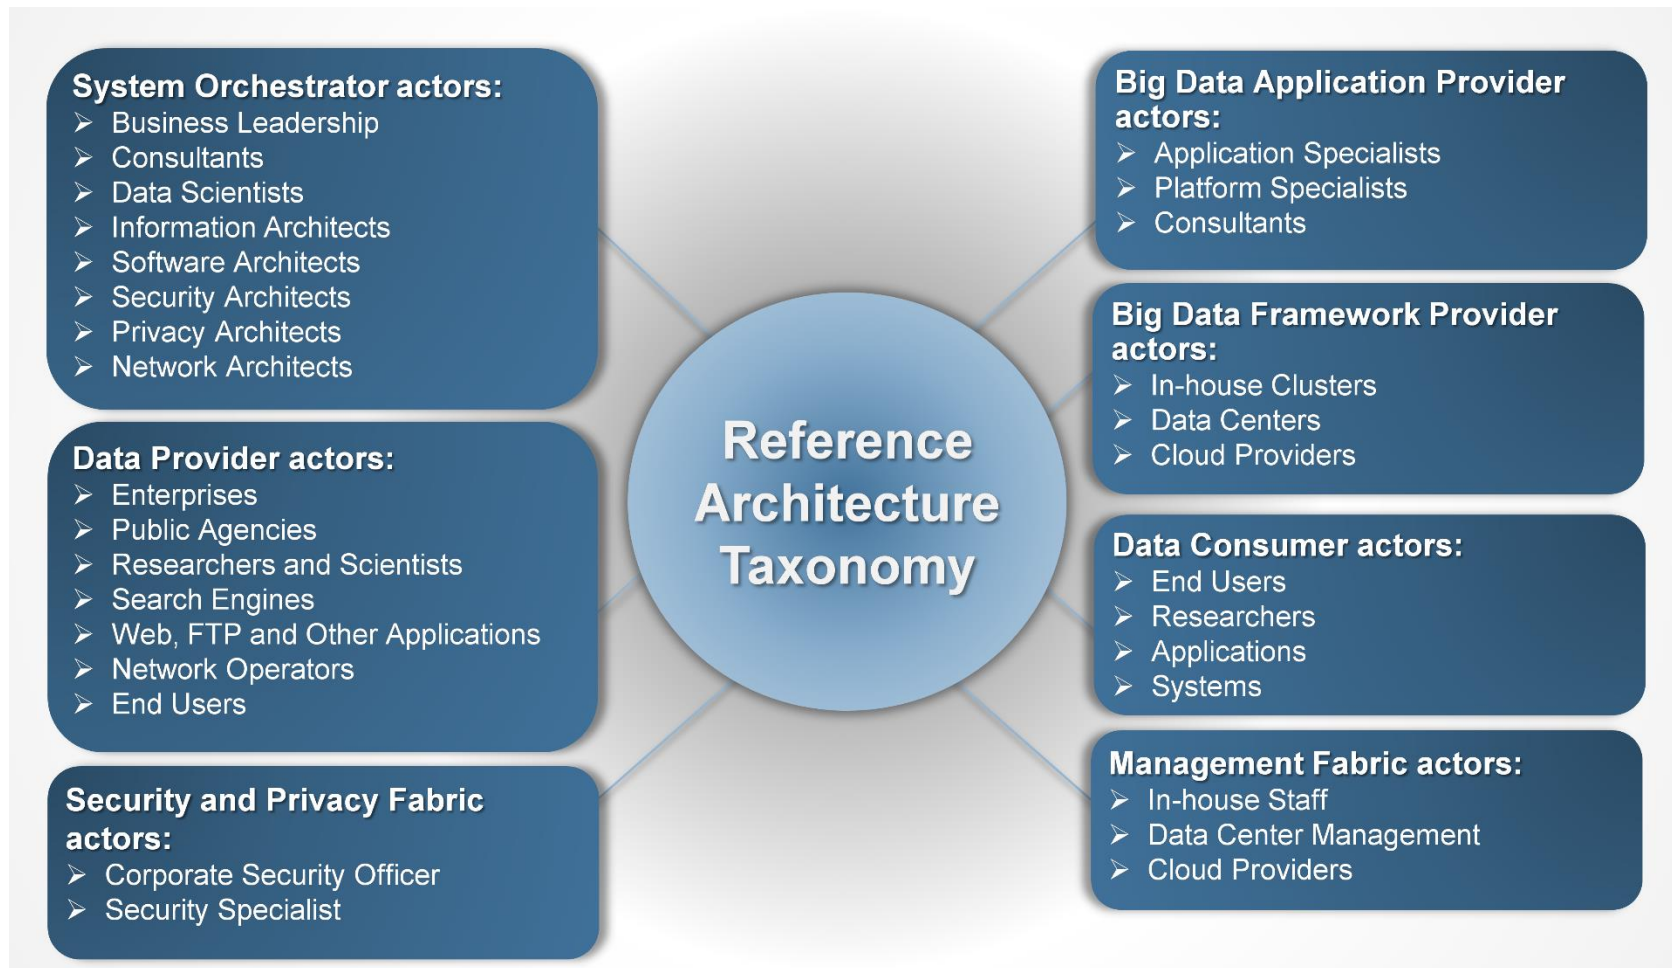 System Orchestrator actors:
➢ Business Leadership
➢ Consultants
➢ Data Scientists
➢ Information Architects
➢ Software Architects
➢ Security Architects
➢ Privacy Architects
➢ Network Architects
Data Provider actors:
➢ Enterprises
➢ Public Agencies
➢ Researchers and Scientists
➢ Search Engines
➢ Web, FTP and Other Applications
➢ Network Operators
➢ End Users
Security and Privacy Fabric
actors:
➢ Corporate Security Officer
➢ Security Specialist
Reference
Architecture
Taxonomy
Big Data Application Provider
actors:
➢ Application Specialists
➢ Platform Specialists
➢ Consultants
Big Data Framework Provider
actors:
➢ In-house Clusters
➢ Data Centers
➢ Cloud Providers
Data Consumer actors:
➢ End Users
➢ Researchers
➢ Applications
➢ Systems
Management Fabric actors:
➢ In-house Staff
➢ Data Center Management
➢ Cloud Providers